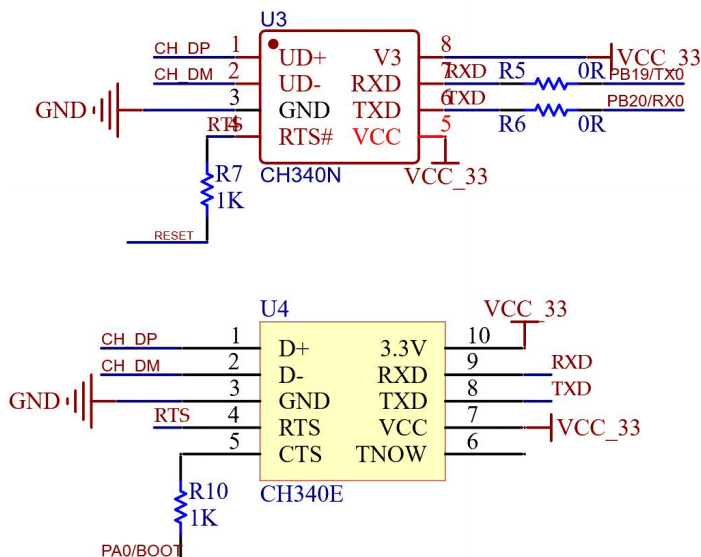 U3
CH_DP 1 UD+ V3 8 VCC_33
CH_DM 2 UD- RXD 7 RXD R5 0R PB19/TX0
GND 3 GND TXD 6 TXD R6 0R PB20/RX0
RTS 4 RTS# VCC 5
VCC_33
CH340N
R7
1K
RESET
U4
VCC_33
CH_DP 1 D+ 3.3V 10
CH_DM 2 D- RXD 9 RXD
GND 3 GND TXD 8 TXD
RTS 4 RTS VCC 7 VCC_33
5 CTS TNOW 6
CH340E
R10
1K
PA0/BOOT